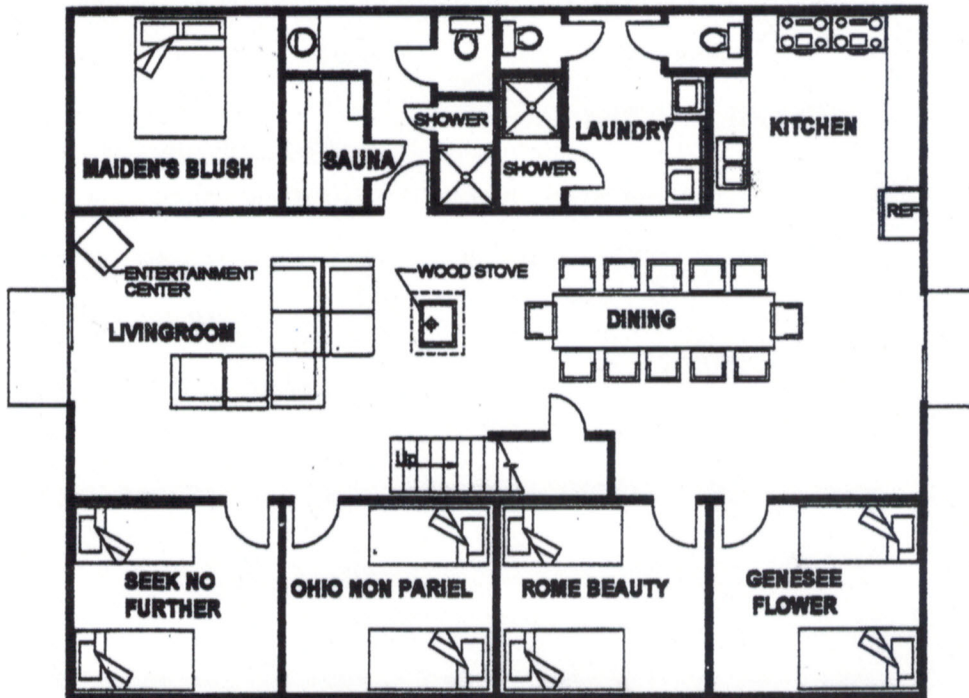 SHOWER
KITCHEN
LAUNDRY
SAUNA
SHOWER
MAIDEN'S BLUSH
REF
WOOD STOVE
ENTERTAINMENT
CENTER
DINING
LIVINGROOM
Up
SEEK NO
FURTHER
OHIO NON PARIEL
ROME BEAUTY
GENESEE
FLOWER